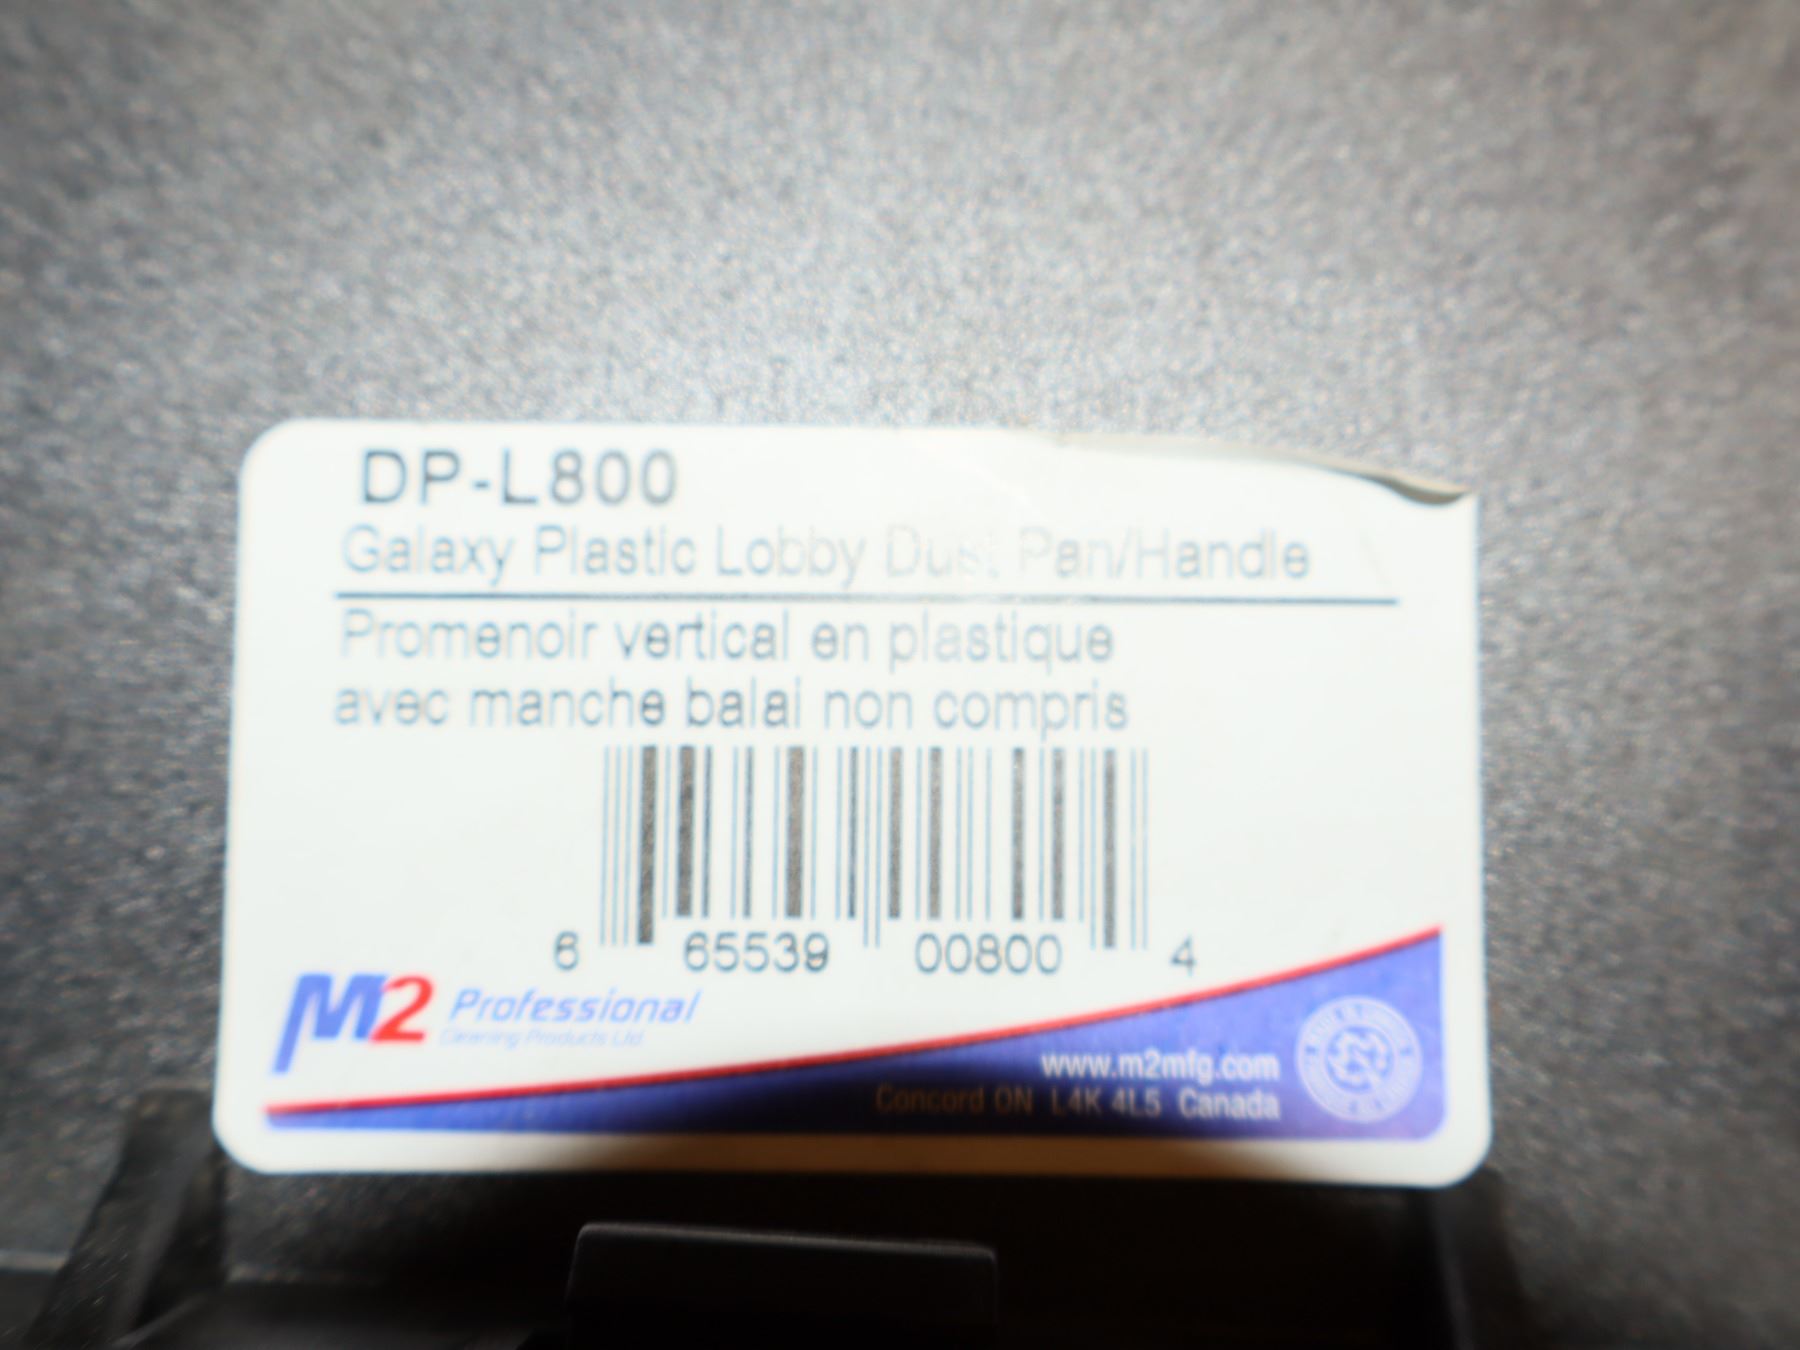 DP-L800
Galaxy Plastic Lobby Dust Pan/Handle
Promenoir vertical en plastique
avec manche balai non compris
6 65539 00800 4
M2 Professional
Cleaning Products Ltd.
www.m2mfg.com
Concord ON L4K 4L5 Canada